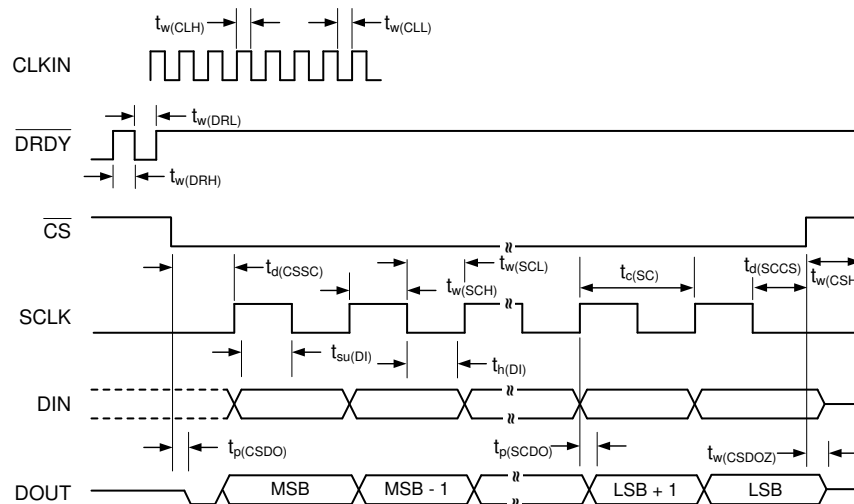 tw(CLH) tw(CLL)
CLKIN
tw(DRL)
DRDY
tw(DRH)
CS
td(CSSC) tw(SCL) tc(SC) td(SCCS)
tw(SCH) tw(CSH
SCLK
tsu(DI) th(DI)
DIN
tp(CSDO) tp(SCDO) tw(CSDOZ)
DOUT MSB MSB - 1 LSB + 1 LSB